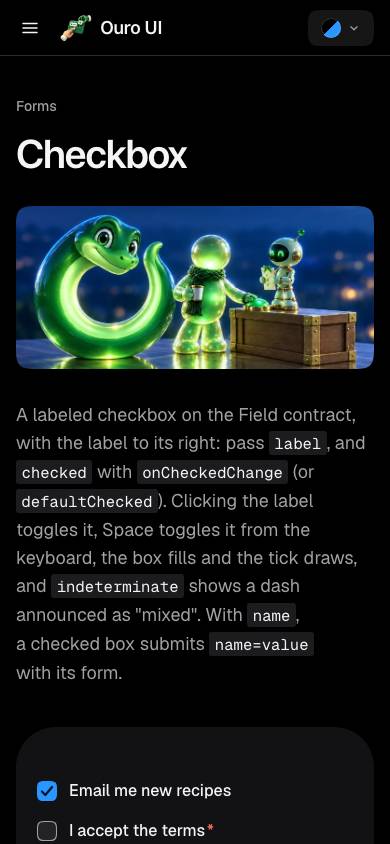 Ouro UI
Forms
Checkbox
A labeled checkbox on the Field contract,
with the label to its right: pass label, and
checked with onCheckedChange (or
defaultChecked). Clicking the label
toggles it, Space toggles it from the
keyboard, the box fills and the tick draws,
and indeterminate shows a dash
announced as "mixed". With name,
a checked box submits name=value
with its form.
Email me new recipes
I accept the terms*